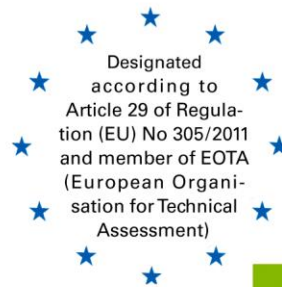 Designated
according to
Article 29 of Regula-
tion (EU) No 305/2011
and member of EOTA
(European Organi-
sation for Technical
Assessment)